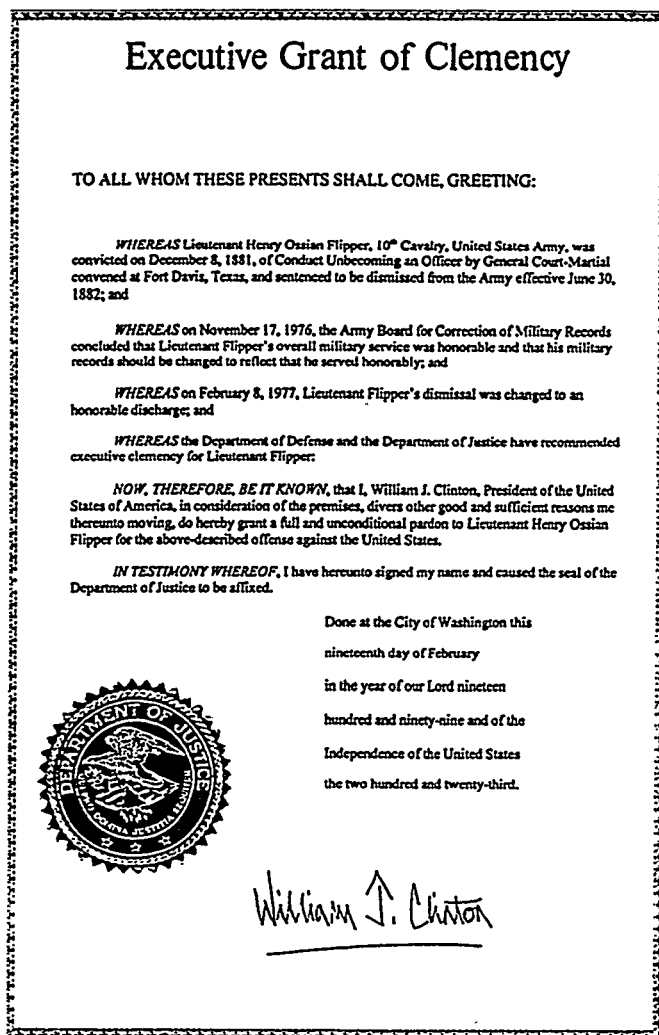 Executive Grant of Clemency
TO ALL WHOM THESE PRESENTS SHALL COME, GREETING:
WHEREAS Lieutenant Henry Ossian Flipper, 10th Cavalry, United States Army, was
convicted on December 8, 1881, of Conduct Unbecoming an Officer by General Court-Martial
convened at Fort Davis, Texas, and sentenced to be dismissed from the Army effective June 30,
1882; and
WHEREAS on November 17, 1976, the Army Board for Correction of Military Records
concluded that Lieutenant Flipper's overall military service was honorable and that his military
records should be changed to reflect that he served honorably; and
WHEREAS on February 8, 1977, Lieutenant Flipper's dismissal was changed to an
honorable discharge; and
WHEREAS the Department of Defense and the Department of Justice have recommended
executive clemency for Lieutenant Flipper:
NOW, THEREFORE, BE IT KNOWN, that I, William J. Clinton, President of the United
States of America, in consideration of the premises, divers other good and sufficient reasons me
thereunto moving, do hereby grant a full and unconditional pardon to Lieutenant Henry Ossian
Flipper for the above-described offense against the United States.
IN TESTIMONY WHEREOF, I have hereunto signed my name and caused the seal of the
Department of Justice to be affixed.
Done at the City of Washington this
nineteenth day of February
in the year of our Lord nineteen
hundred and ninety-nine and of the
Independence of the United States
the two hundred and twenty-third.
DEPARTMENT OF JUSTICE
William J. Clinton